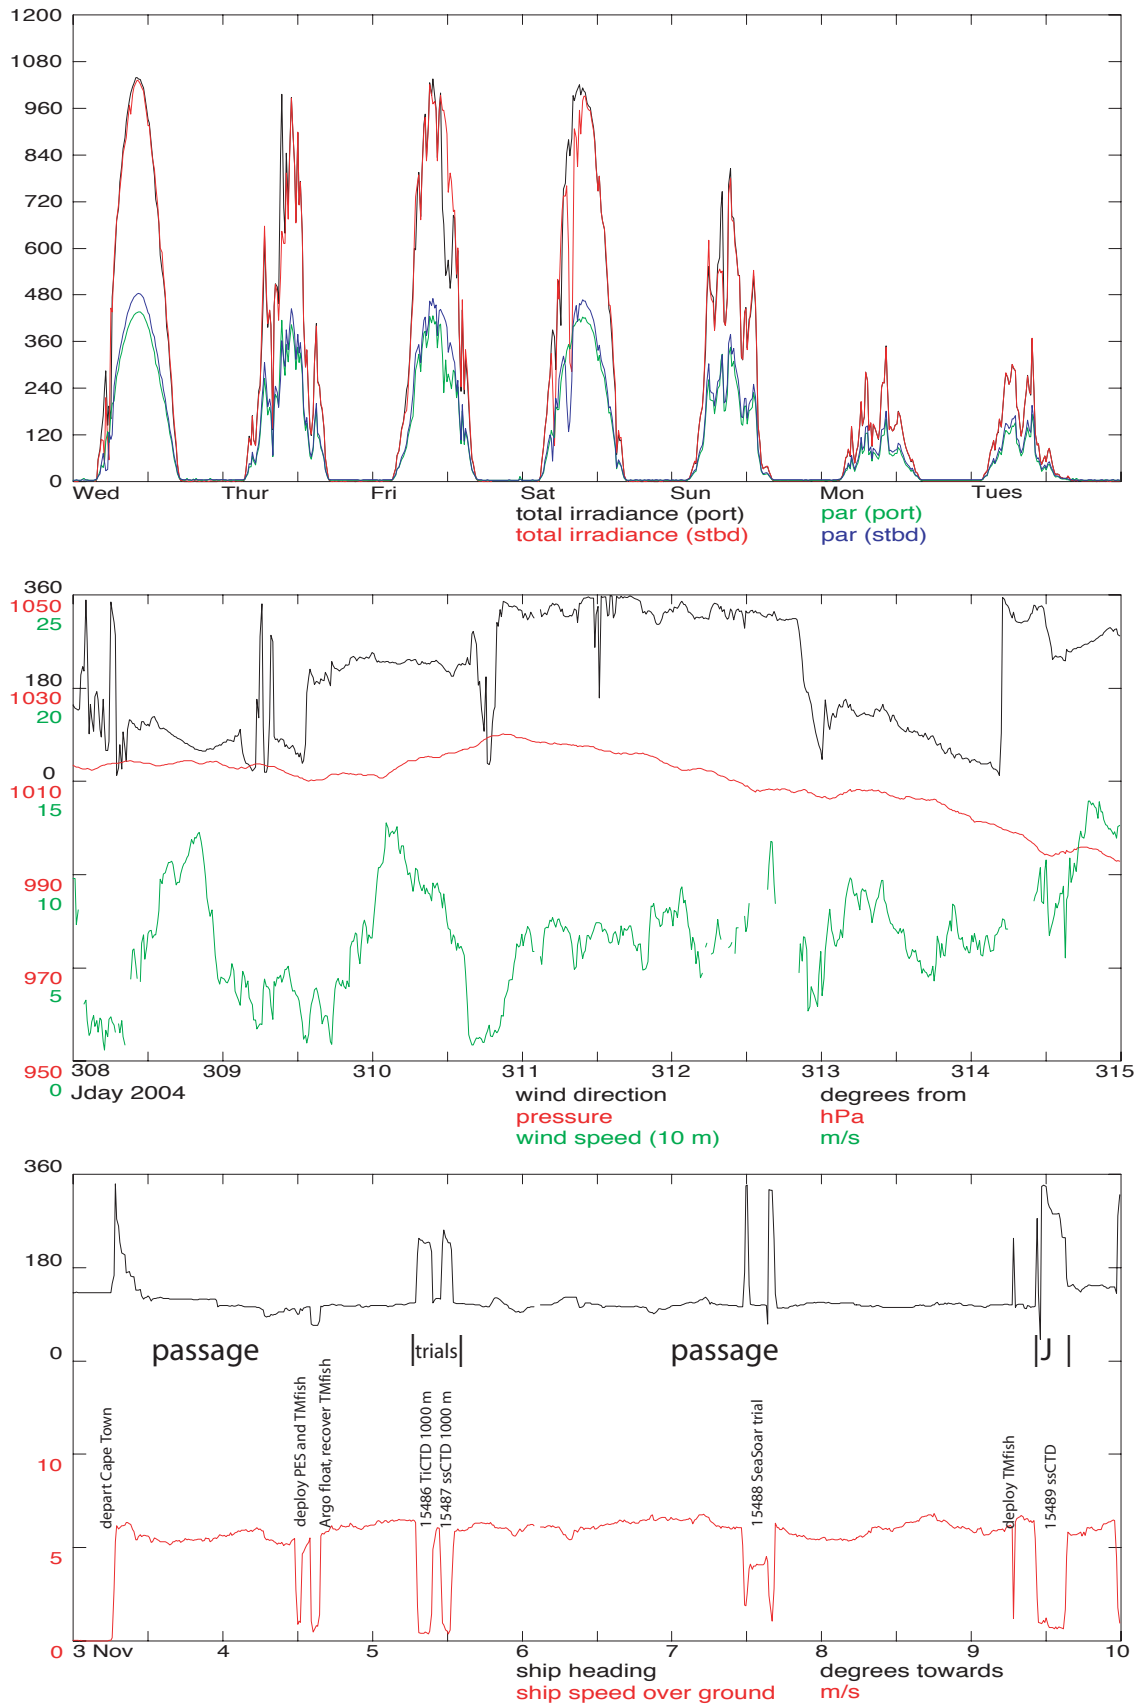 1200
1080
960
840
720
600
480
360
240
120
0
Wed Thur Fri Sat Sun Mon Tues
total irradiance (port) par (port)
total irradiance (stbd) par (stbd)
360
1050
25
180
1030
20
0
1010
15
990
10
970
5
950
0
308 309 310 311 312 313 314 315
Jday 2004
wind direction degrees from
pressure hPa
wind speed (10 m) m/s
360
180
0
passage trials passage J
depart Cape Town
deploy PES and TMfish
Argo float, recover TMfish
15486 TiCTD 1000 m
15487 ssCTD 1000 m
15488 SeaSoar trial
deploy TMfish
15489 ssCTD
10
5
0
3 Nov 4 5 6 7 8 9 10
ship heading degrees towards
ship speed over ground m/s